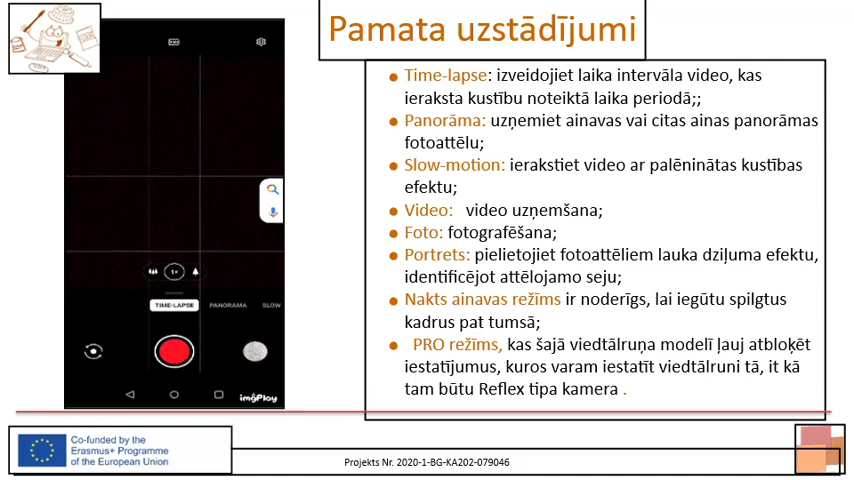 Pamata uzstādījumi
Time-lapse: izveidojiet laika intervāla video, kas
ieraksta kustību noteiktā laika periodā;;
Panorāma: uzņemiet ainavas vai citas ainas panorāmas
fotoattēlu;
Slow-motion: ierakstiet video ar palēninātas kustības
efektu;
Video: video uzņemšana;
Foto: fotografēšana;
Portrets: pielietojiet fotoattēliem lauka dziļuma efektu,
identificējot attēlojamo seju;
Nakts ainavas režīms ir noderīgs, lai iegūtu spilgtus
kadrus pat tumsā;
PRO režīms, kas šajā viedtālruņa modelī ļauj atbloķēt
iestatījumus, kuros varam iestatīt viedtālruni tā, it kā
tam būtu Reflex tipa kamera .
1×
TIME-LAPSE PANORAMA SLOW
imgPlay
Co-funded by the
Erasmus+ Programme
of the European Union
Projekts Nr. 2020-1-BG-KA202-079046